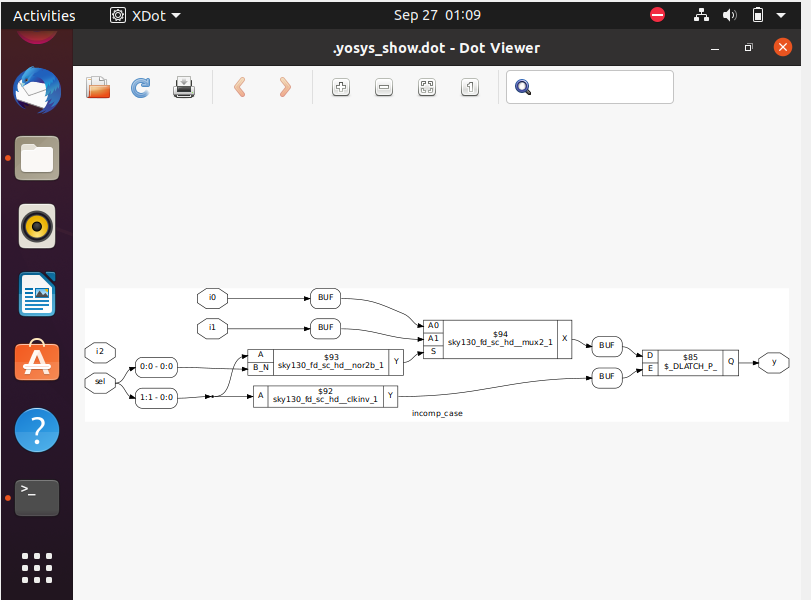 Activities XDot Sep 27 01:09
.yosys_show.dot - Dot Viewer
1
i0 BUF
i1 BUF
A0
A1
S
$94
sky130_fd_sc_hd__mux2_1
X
i2
sel
0:0 - 0:0
1:1 - 0:0
A
B_N
$93
sky130_fd_sc_hd__nor2b_1
Y
A
$92
sky130_fd_sc_hd__clkinv_1
Y
BUF
BUF
D
E
$85
$_DLATCH_P_
Q
y
incomp_case
?
>_